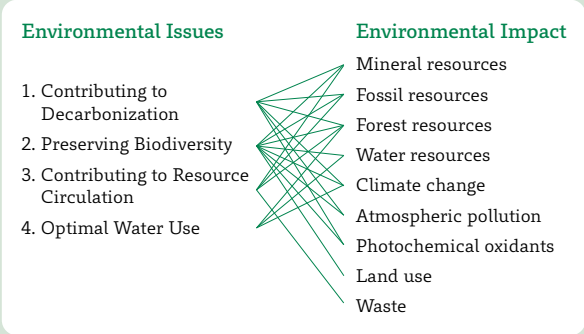 Environmental Issues
1. Contributing to
Decarbonization
2. Preserving Biodiversity
3. Contributing to Resource
Circulation
4. Optimal Water Use
Environmental Impact
Mineral resources
Fossil resources
Forest resources
Water resources
Climate change
Atmospheric pollution
Photochemical oxidants
Land use
Waste